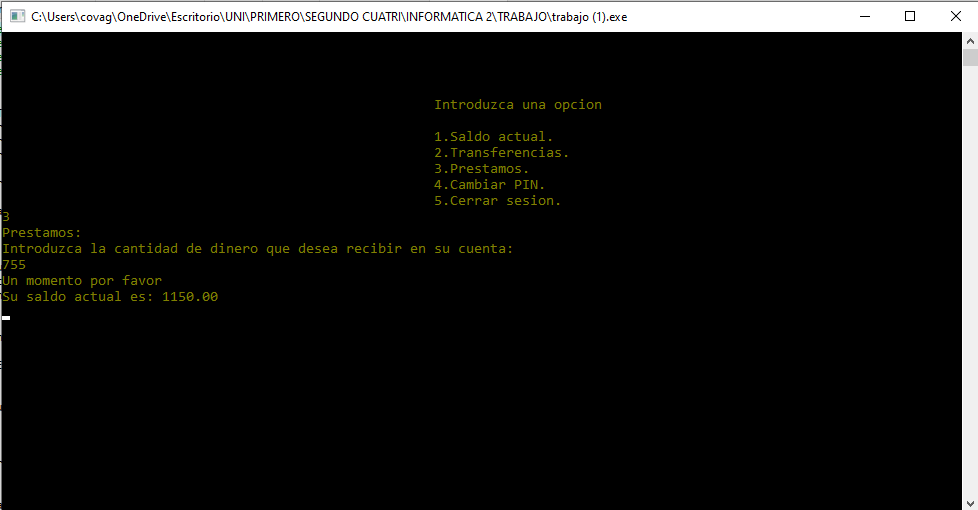 C:\Users\covag\OneDrive\Escritorio\UNI\PRIMERO\SEGUNDO CUATRI\INFORMATICA 2\TRABAJO\trabajo (1).exe
Introduzca una opcion
1.Saldo actual.
2.Transferencias.
3.Prestamos.
4.Cambiar PIN.
5.Cerrar sesion.
3
Prestamos:
Introduzca la cantidad de dinero que desea recibir en su cuenta:
755
Un momento por favor
Su saldo actual es: 1150.00